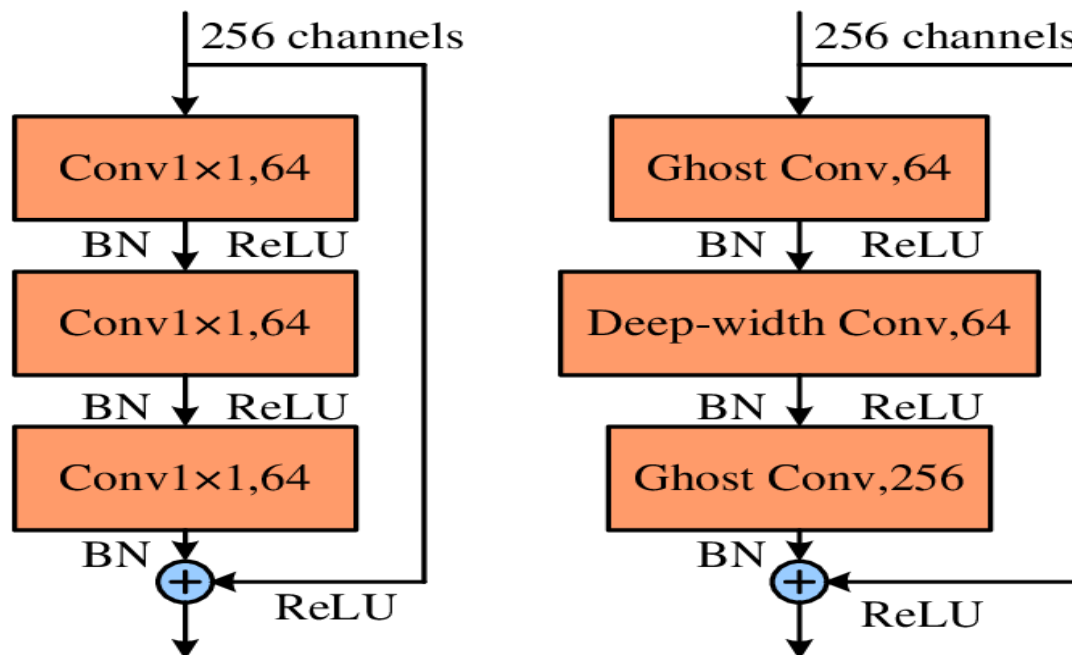 256 channels
Conv1×1,64
BN ReLU
Conv1×1,64
BN ReLU
Conv1×1,64
BN
ReLU
256 channels
Ghost Conv,64
BN ReLU
Deep-width Conv,64
BN ReLU
Ghost Conv,256
BN
ReLU